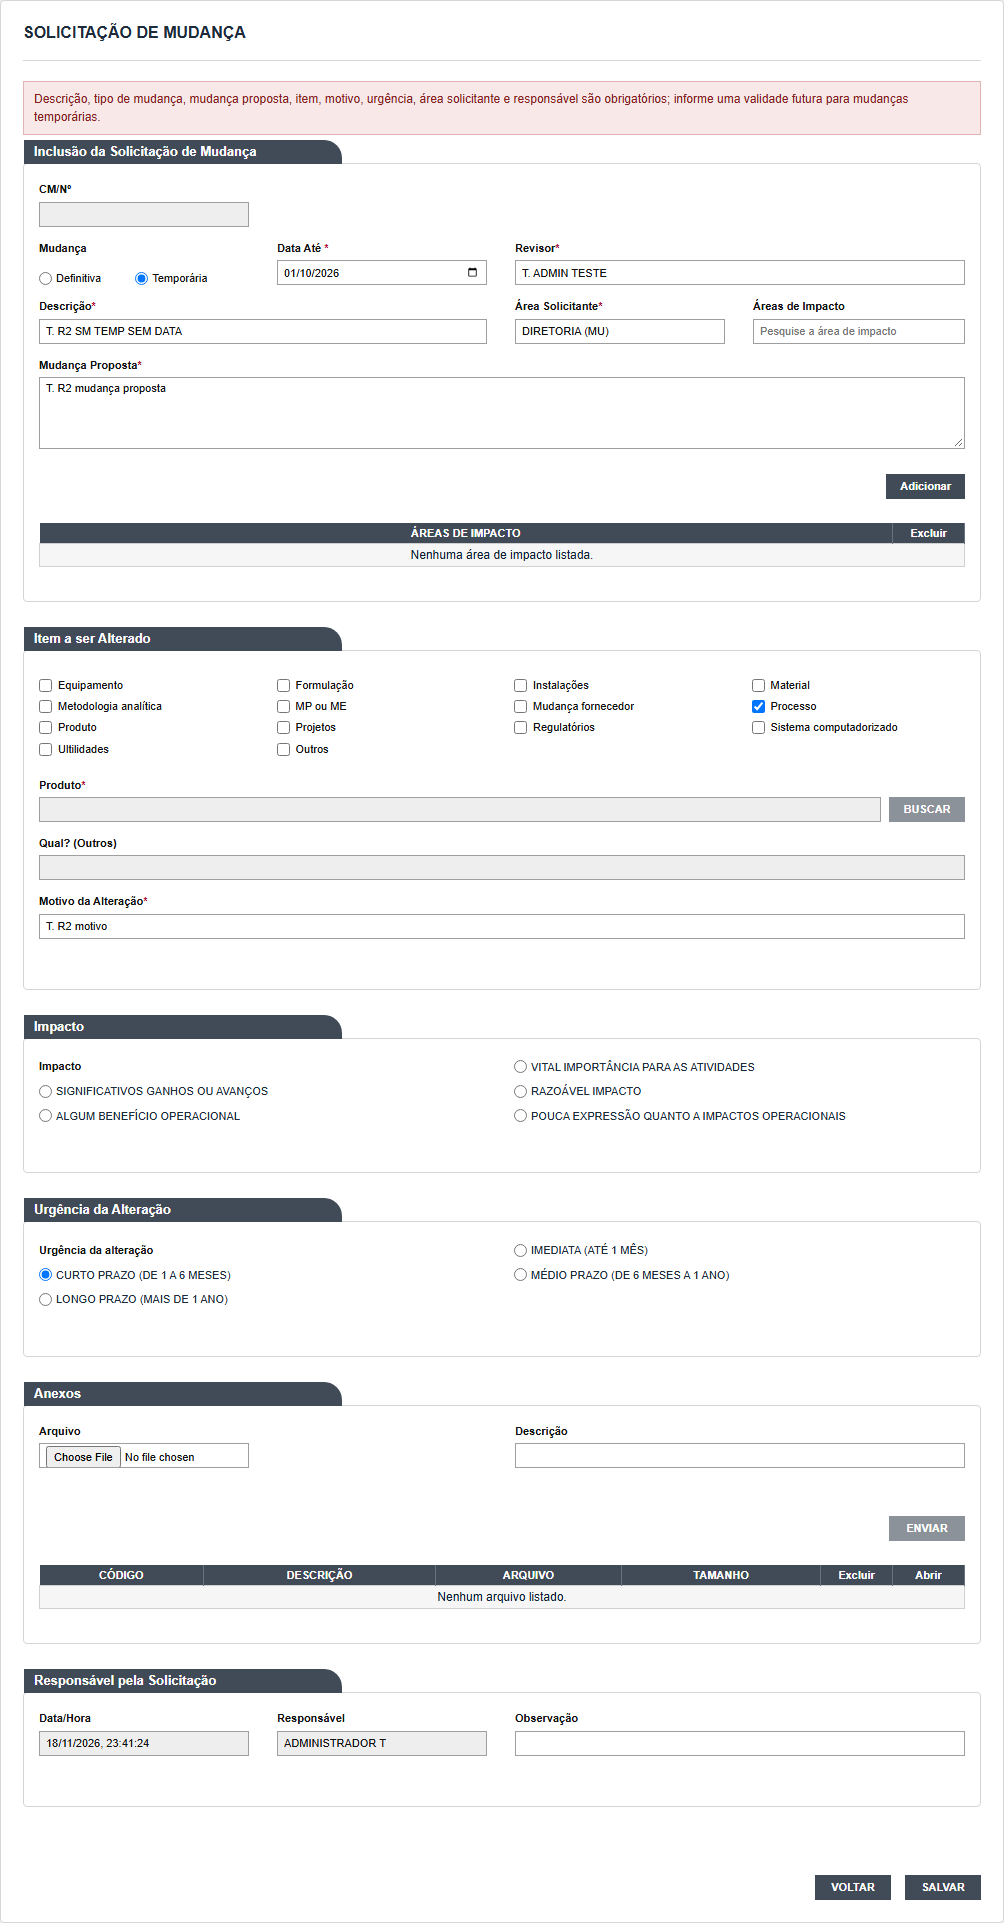 SOLICITAÇÃO DE MUDANÇA
Descrição, tipo de mudança, mudança proposta, item, motivo, urgência, área solicitante e responsável são obrigatórios; informe uma validade futura para mudanças
temporárias.
Inclusão da Solicitação de Mudança
CM/Nº
Mudança
Data Até *
Revisor*
Definitiva
Temporária
01/10/2026
T. ADMIN TESTE
Descrição*
Área Solicitante*
Áreas de Impacto
T. R2 SM TEMP SEM DATA
DIRETORIA (MU)
Pesquise a área de impacto
Mudança Proposta*
T. R2 mudança proposta
Adicionar
ÁREAS DE IMPACTO Excluir
Nenhuma área de impacto listada.
Item a ser Alterado
Equipamento Formulação Instalações Material
Metodologia analítica MP ou ME Mudança fornecedor Processo
Produto Projetos Regulatórios Sistema computadorizado
Ultilidades Outros
Produto*
BUSCAR
Qual? (Outros)
Motivo da Alteração*
T. R2 motivo
Impacto
Impacto VITAL IMPORTÂNCIA PARA AS ATIVIDADES
SIGNIFICATIVOS GANHOS OU AVANÇOS RAZOÁVEL IMPACTO
ALGUM BENEFÍCIO OPERACIONAL POUCA EXPRESSÃO QUANTO A IMPACTOS OPERACIONAIS
Urgência da Alteração
Urgência da alteração IMEDIATA (ATÉ 1 MÊS)
CURTO PRAZO (DE 1 A 6 MESES) MÉDIO PRAZO (DE 6 MESES A 1 ANO)
LONGO PRAZO (MAIS DE 1 ANO)
Anexos
Arquivo Descrição
Choose File No file chosen
ENVIAR
CÓDIGO DESCRIÇÃO ARQUIVO TAMANHO Excluir Abrir
Nenhum arquivo listado.
Responsável pela Solicitação
Data/Hora Responsável Observação
18/11/2026, 23:41:24 ADMINISTRADOR T
VOLTAR SALVAR